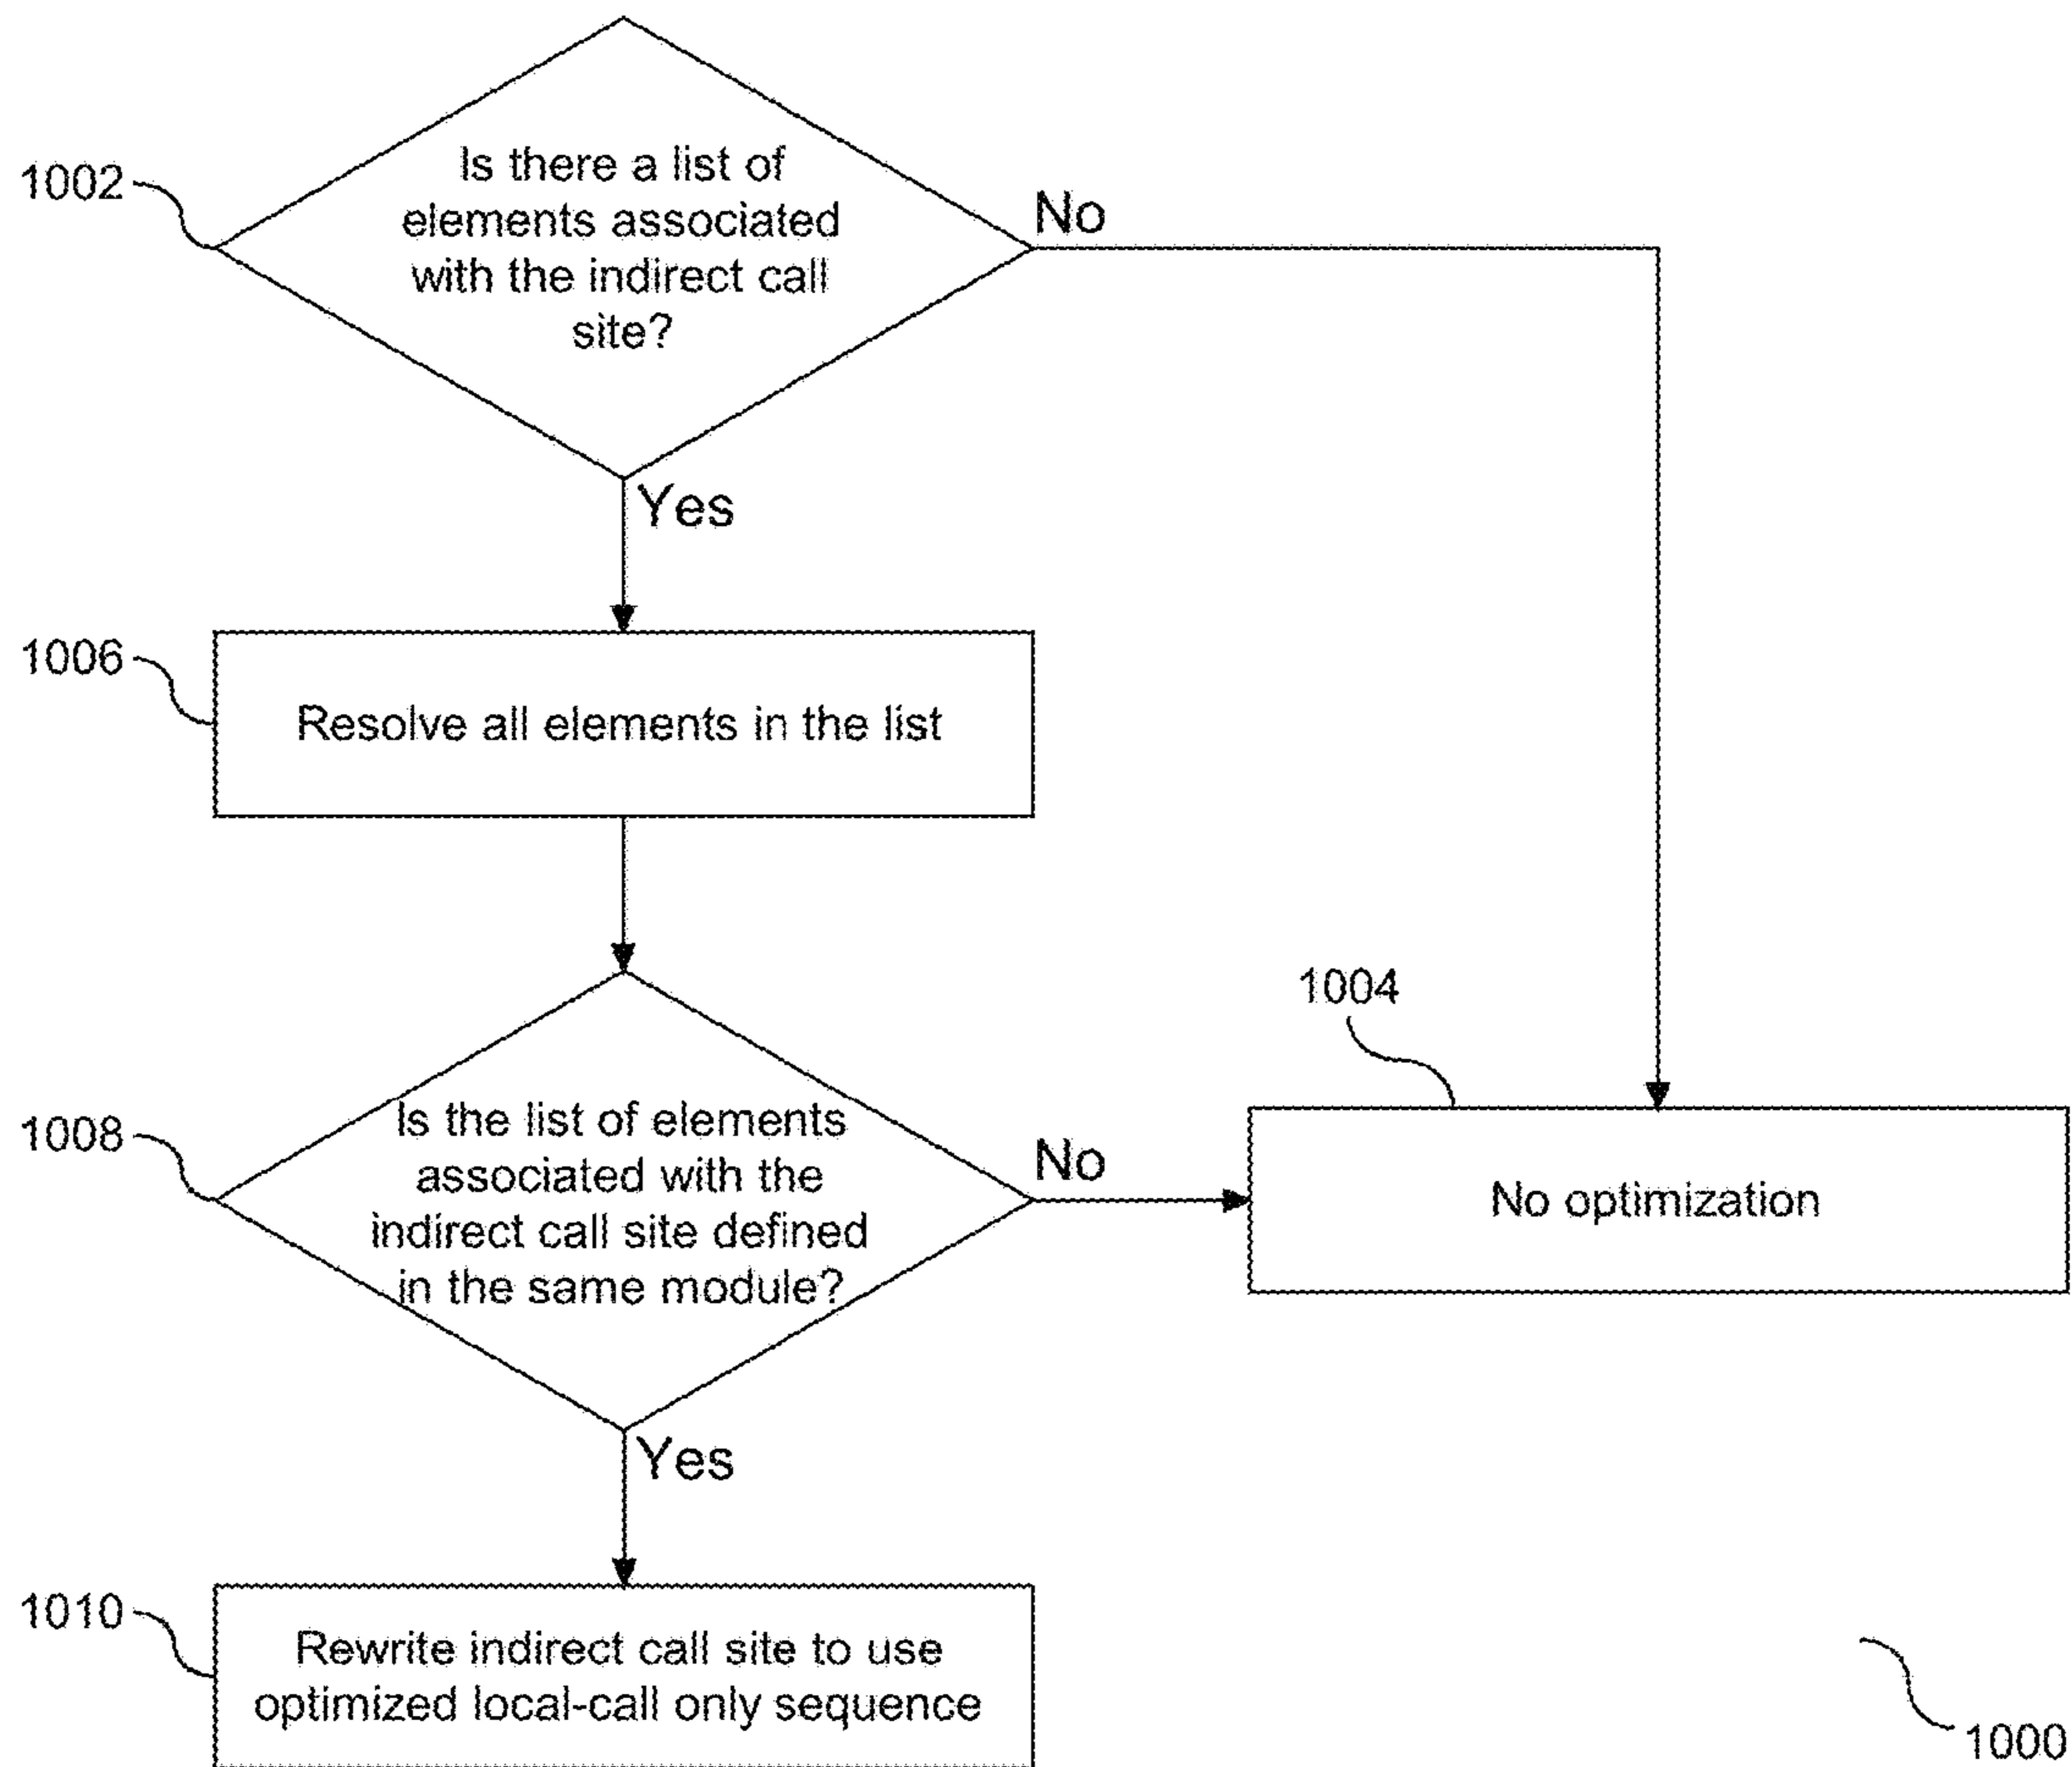 1002
Is there a list of
elements associated
with the indirect call
site?
No
Yes
1006
Resolve all elements in the list
1004
1008
Is the list of elements
associated with the
indirect call site defined
in the same module?
No
No optimization
Yes
1010
Rewrite indirect call site to use
optimized local-call only sequence
1000